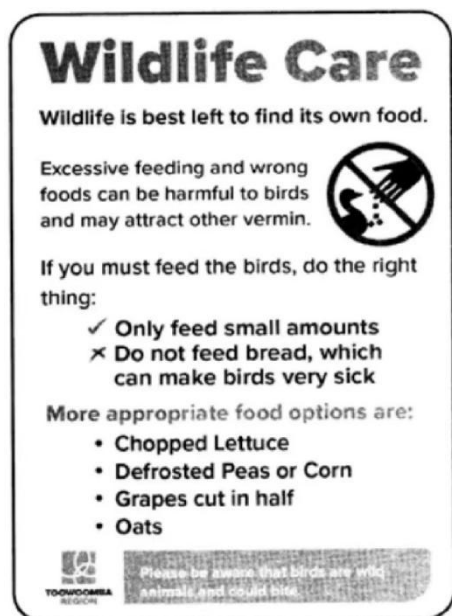 Wildlife Care
Wildlife is best left to find its own food.
Excessive feeding and wrong
foods can be harmful to birds
and may attract other vermin.
If you must feed the birds, do the right
thing:
✓ Only feed small amounts
✗ Do not feed bread, which
can make birds very sick
More appropriate food options are:
• Chopped Lettuce
• Defrosted Peas or Corn
• Grapes cut in half
• Oats
TOOWOOMBA
REGION
Please be aware that birds are wild
animals and could bite.